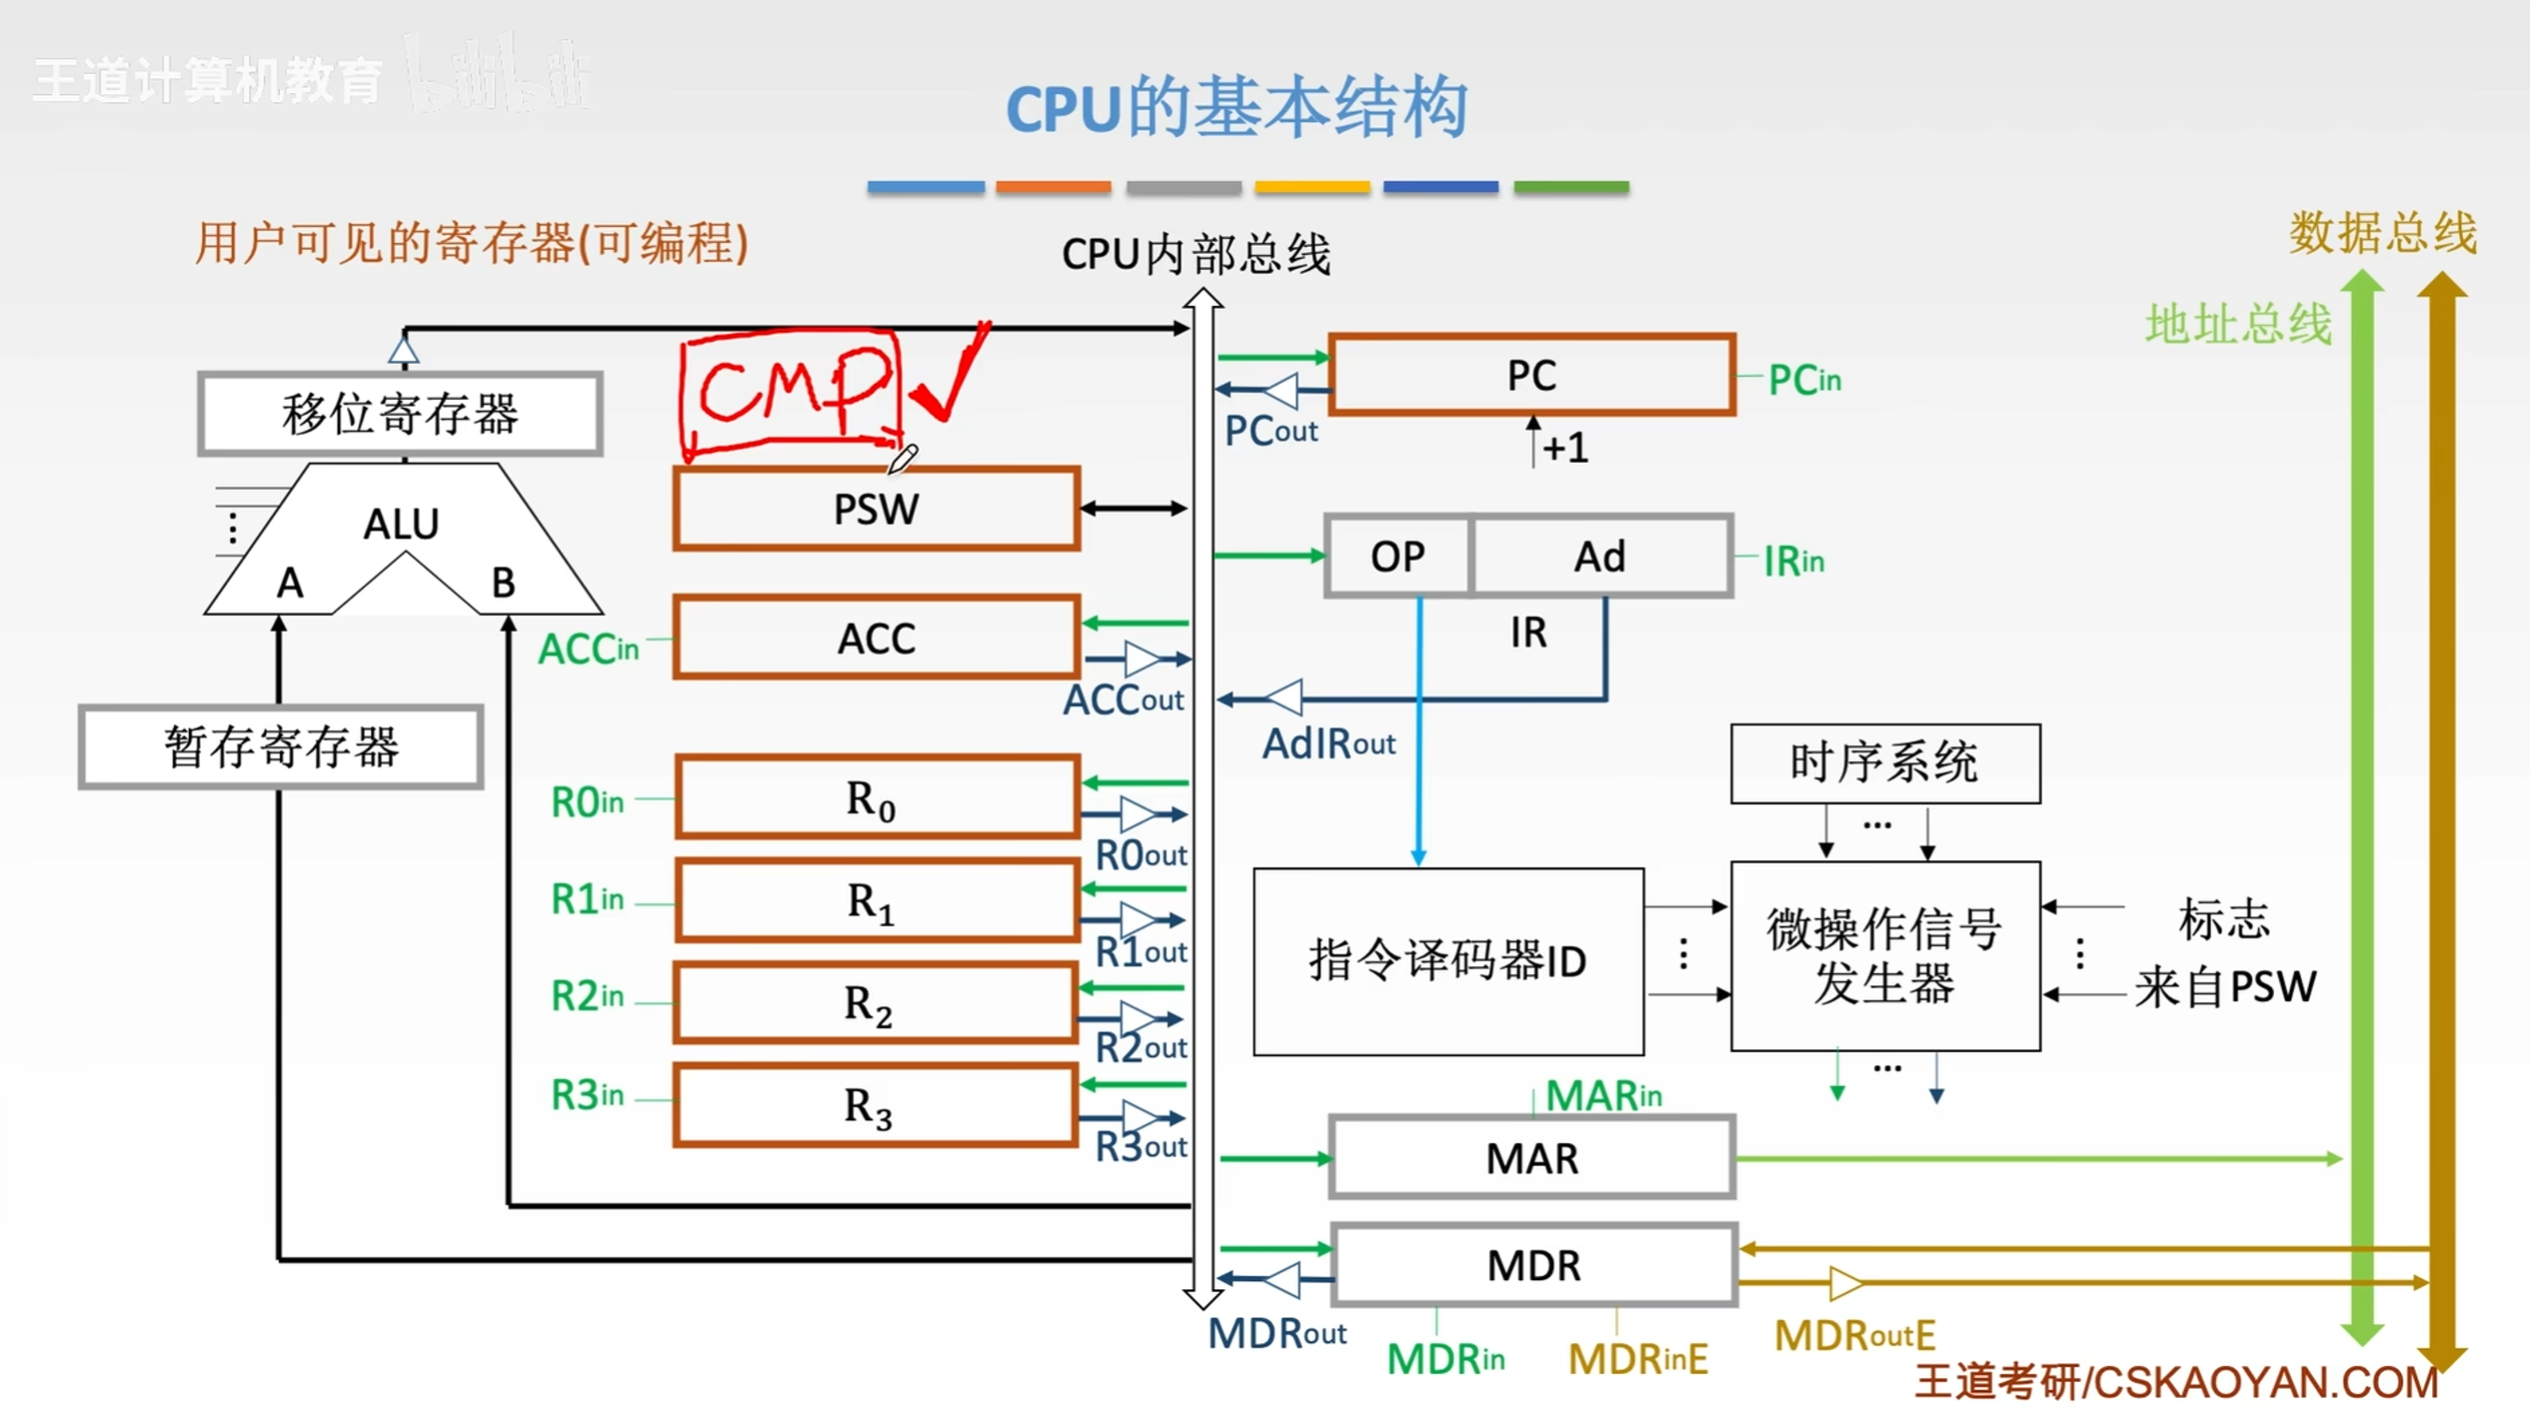 王道计算机教育 bilibili
CPU的基本结构
用户可见的寄存器(可编程)
CPU内部总线
数据总线
地址总线
移位寄存器
CMP
PC
PCin
PCout
+1
ALU
A
B
PSW
OP
Ad
IRin
IR
ACCin
ACC
ACCout
AdIRout
暂存寄存器
时序系统
...
R0in
R0
R0out
R1in
R1
R1out
R2in
R2
R2out
R3in
R3
R3out
指令译码器ID
微操作信号
发生器
标志
来自PSW
...
MARin
MAR
MDR
MDRout
MDRin
MDRinE
MDRoutE
王道考研/CSKAOYAN.COM